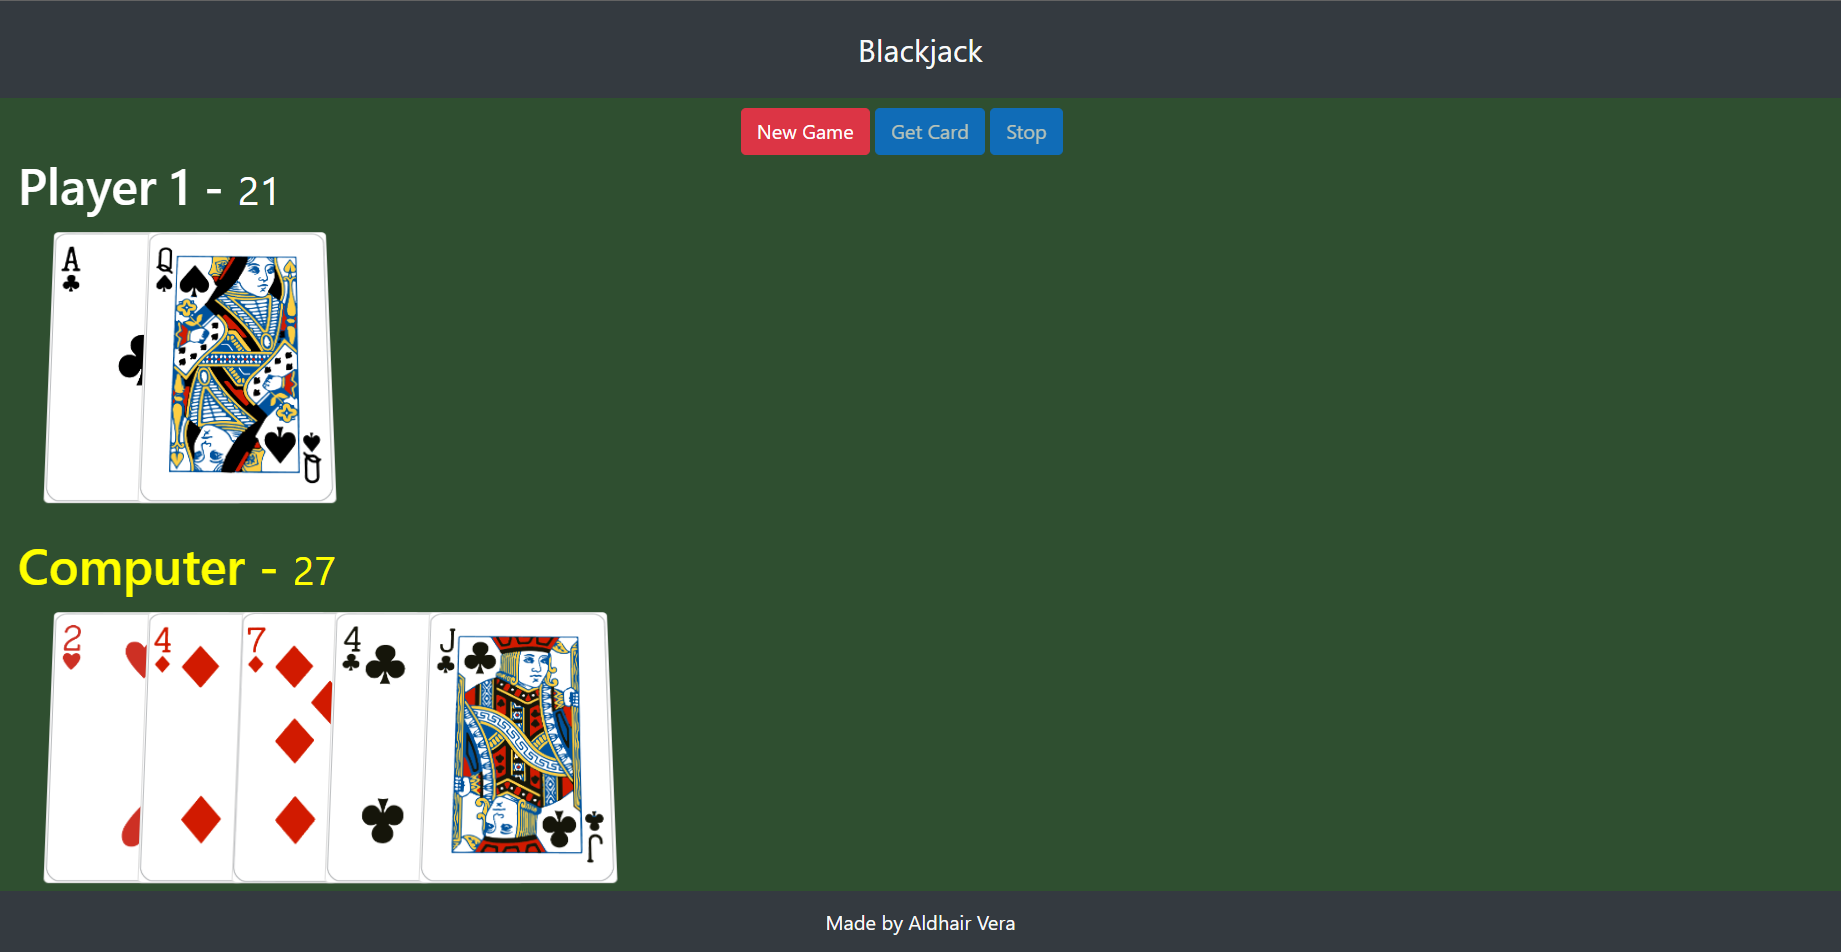 Blackjack
New Game Get Card Stop
Player 1 - 21
A Q
Q
Computer - 27
2 4 7 4 J
J
Made by Aldhair Vera